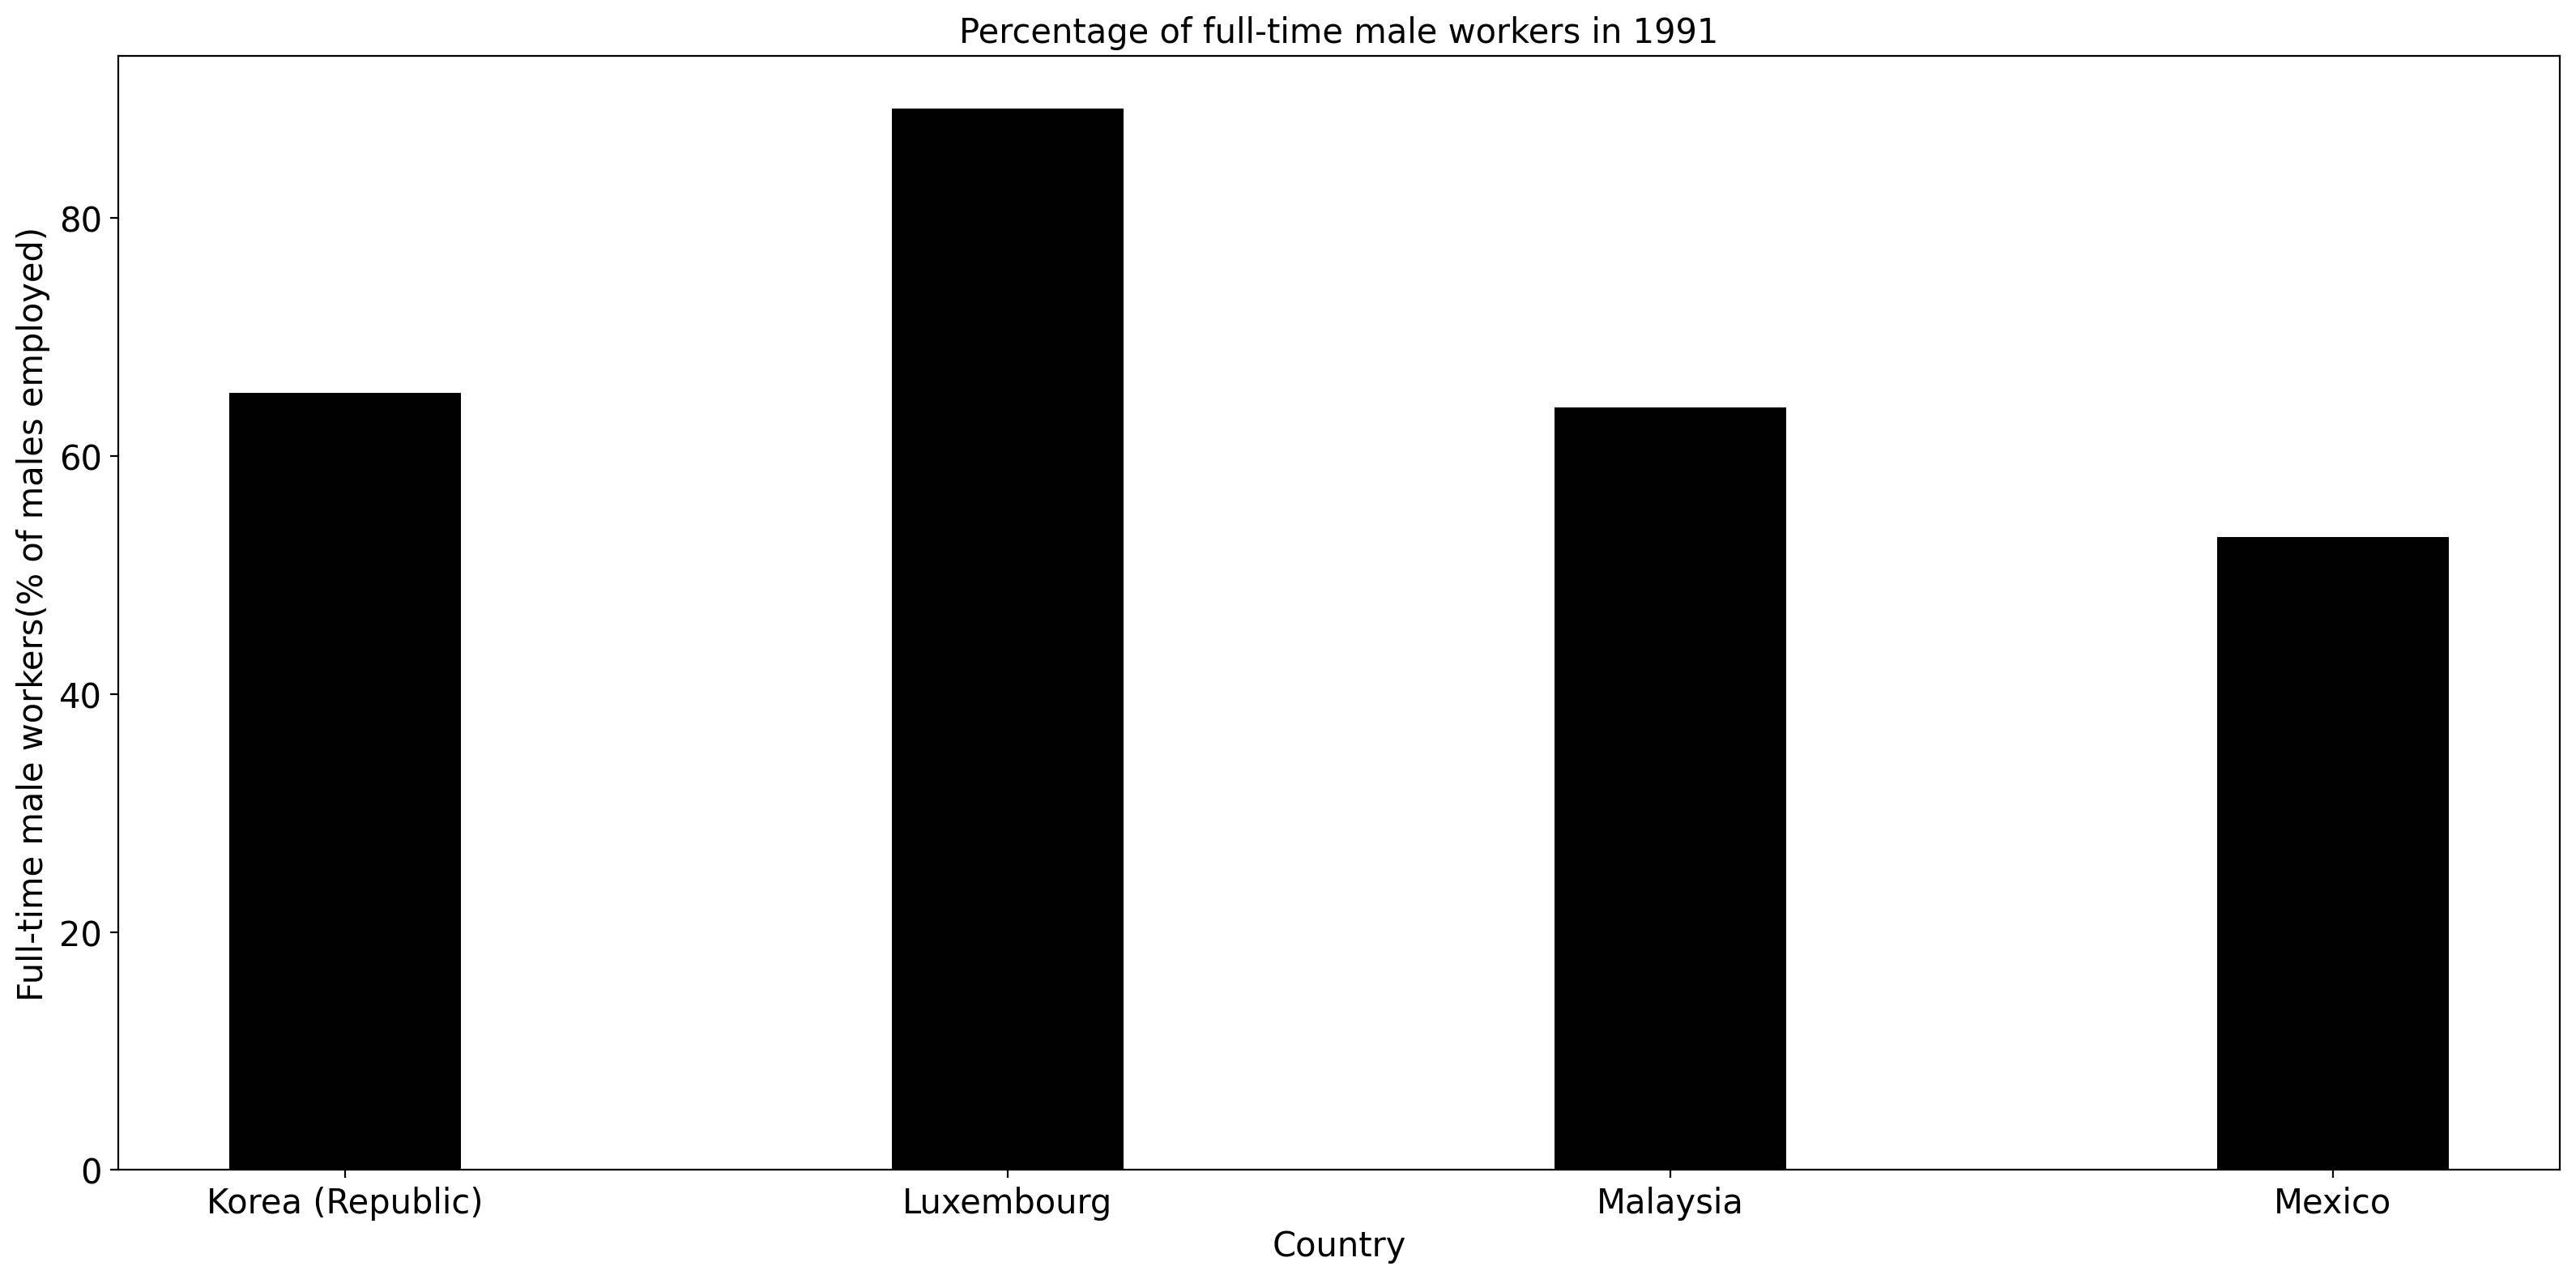 Percentage of full-time male workers in 1991
Full-time male workers(% of males employed)
80
60
40
20
0
Korea (Republic)
Luxembourg
Malaysia
Mexico
Country